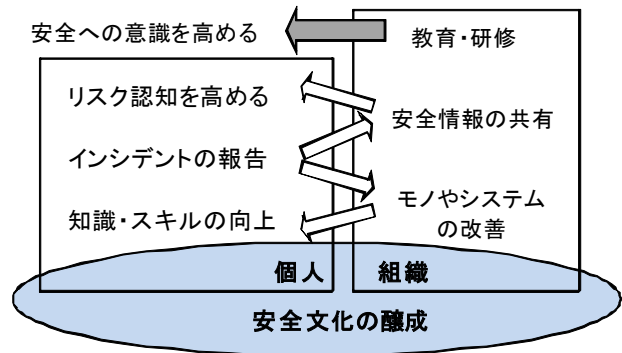 安全への意識を高める
教育・研修
リスク認知を高める
安全情報の共有
インシデントの報告
モノやシステム
の改善
知識・スキルの向上
個人
組織
安全文化の醸成